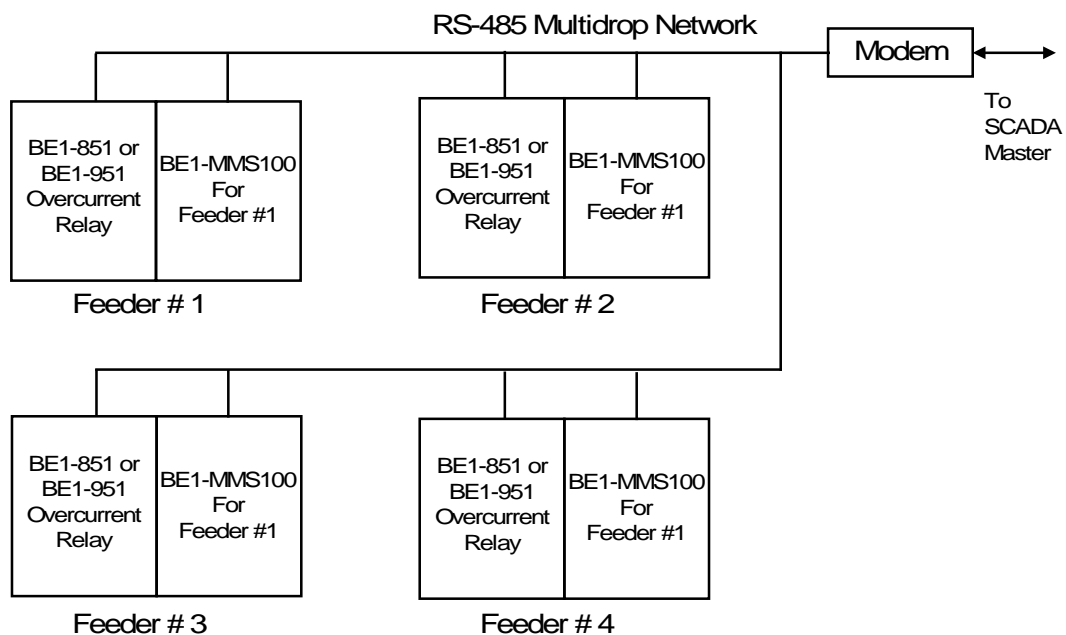 RS-485 Multidrop Network
Modem
To
SCADA
Master
BE1-851 or
BE1-951
Overcurrent
Relay
BE1-MMS100
For
Feeder #1
Feeder # 1
BE1-851 or
BE1-951
Overcurrent
Relay
BE1-MMS100
For
Feeder #1
Feeder # 2
BE1-851 or
BE1-951
Overcurrent
Relay
BE1-MMS100
For
Feeder #1
Feeder # 3
BE1-851 or
BE1-951
Overcurrent
Relay
BE1-MMS100
For
Feeder #1
Feeder # 4